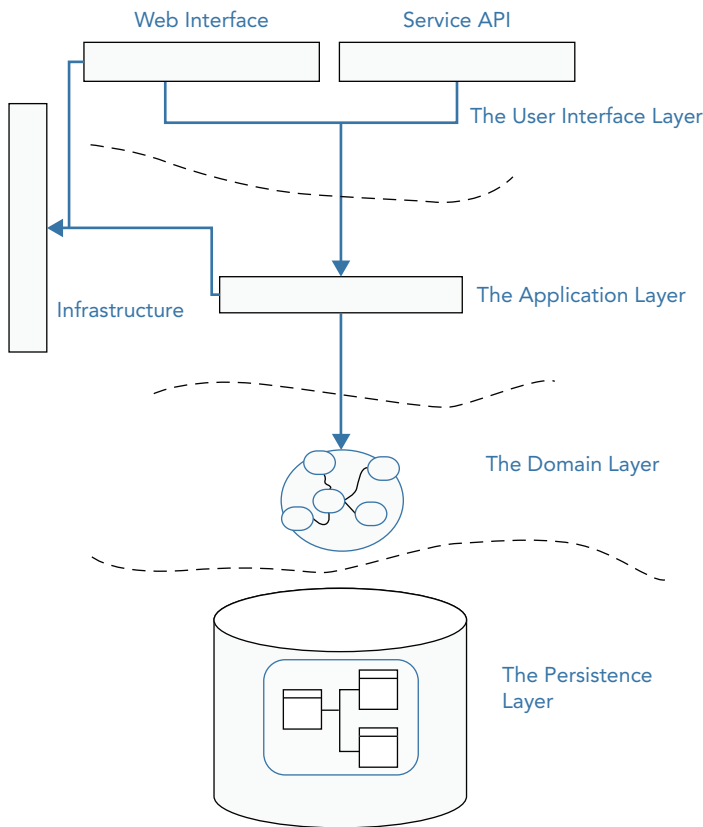 Web Interface
Service API
The User Interface Layer
Infrastructure
The Application Layer
The Domain Layer
The Persistence
Layer